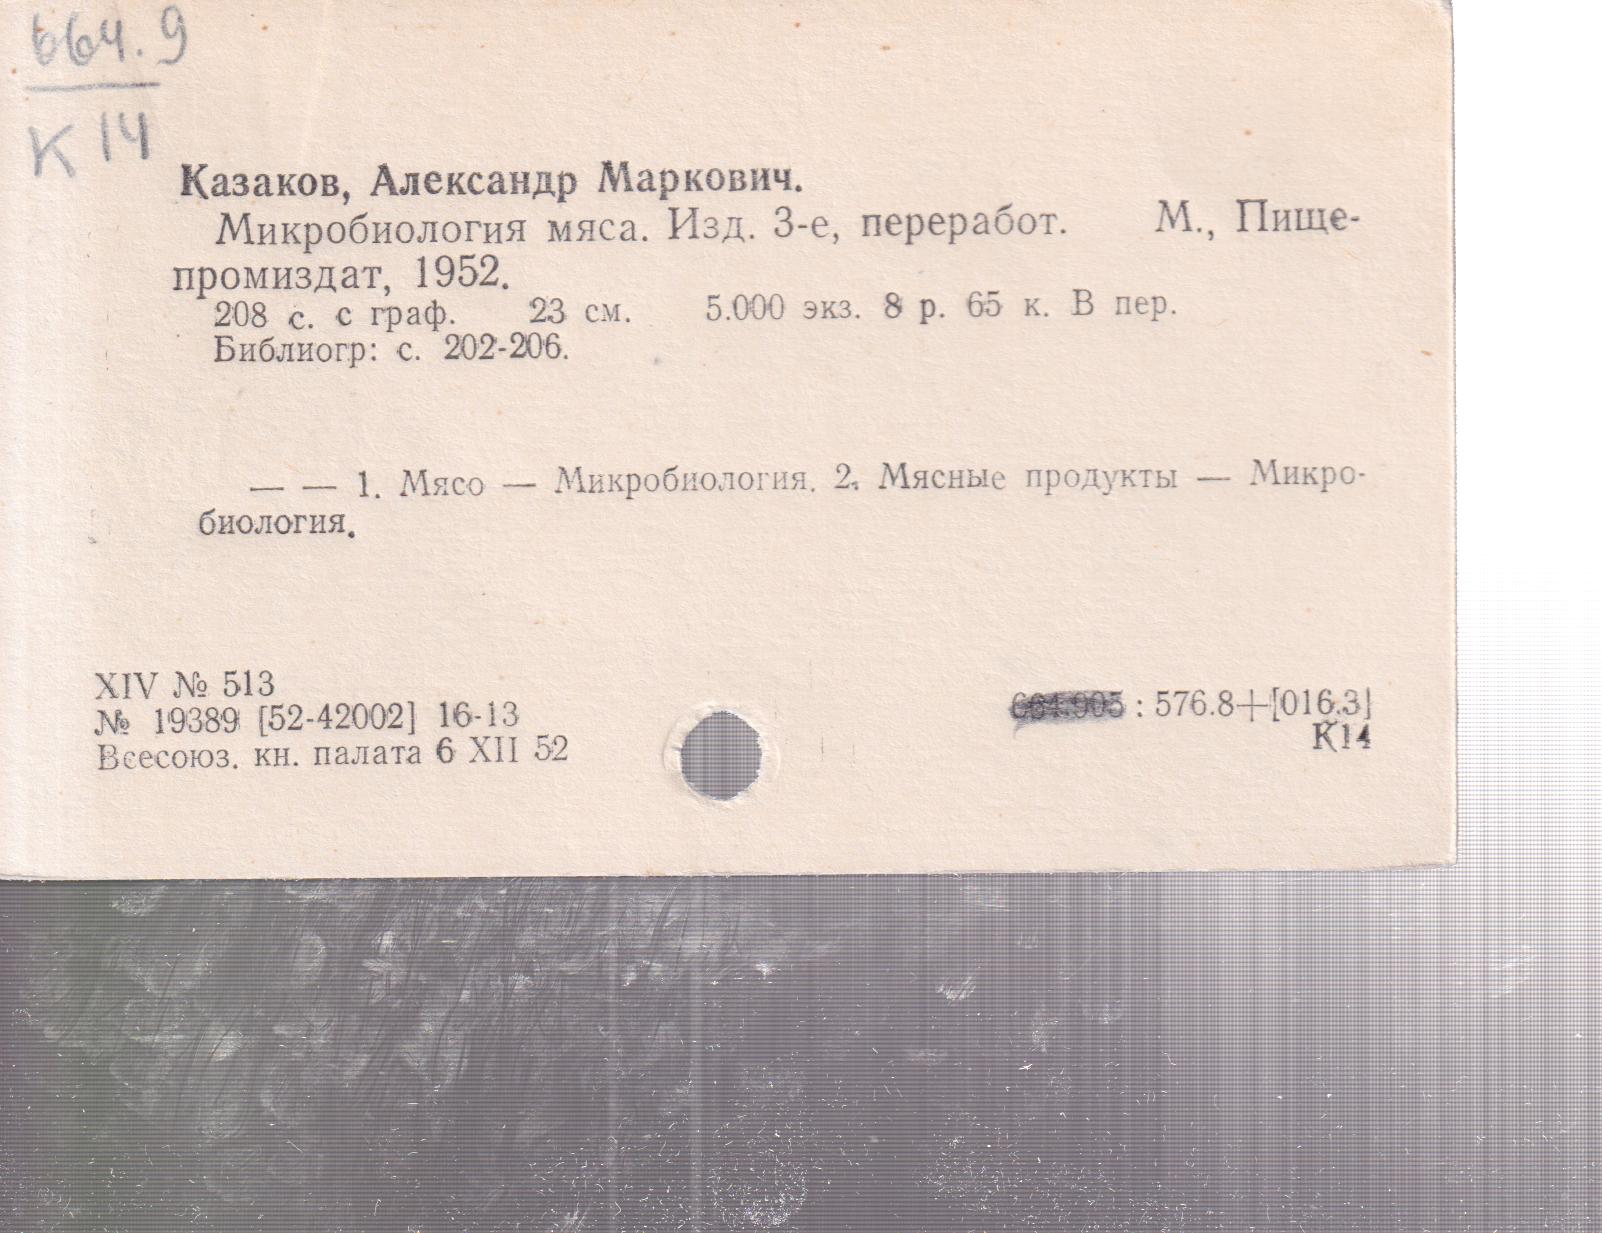 664.9
К 14
Казаков, Александр Маркович.
Микробиология мяса. Изд. 3-е, переработ. М., Пище-
промиздат, 1952.
208 с. с граф. 23 см. 5.000 экз. 8 р. 65 к. В пер.
Библиогр: с. 202-206.
— — 1. Мясо — Микробиология. 2. Мясные продукты — Микро-
биология.
XIV № 513
№ 19389 [52-42002] 16-13
Всесоюз. кн. палата 6 XII 52
664.905 : 576.8+[016.3]
К14